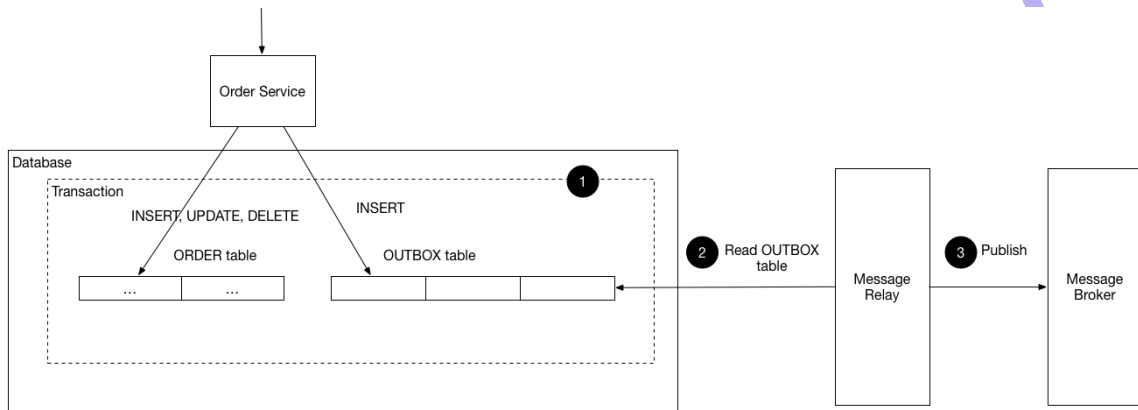 Order Service
Database
Transaction
1
INSERT, UPDATE, DELETE
INSERT
ORDER table
OUTBOX table
... ...
2 Read OUTBOX
table
Message
Relay
3 Publish
Message
Broker